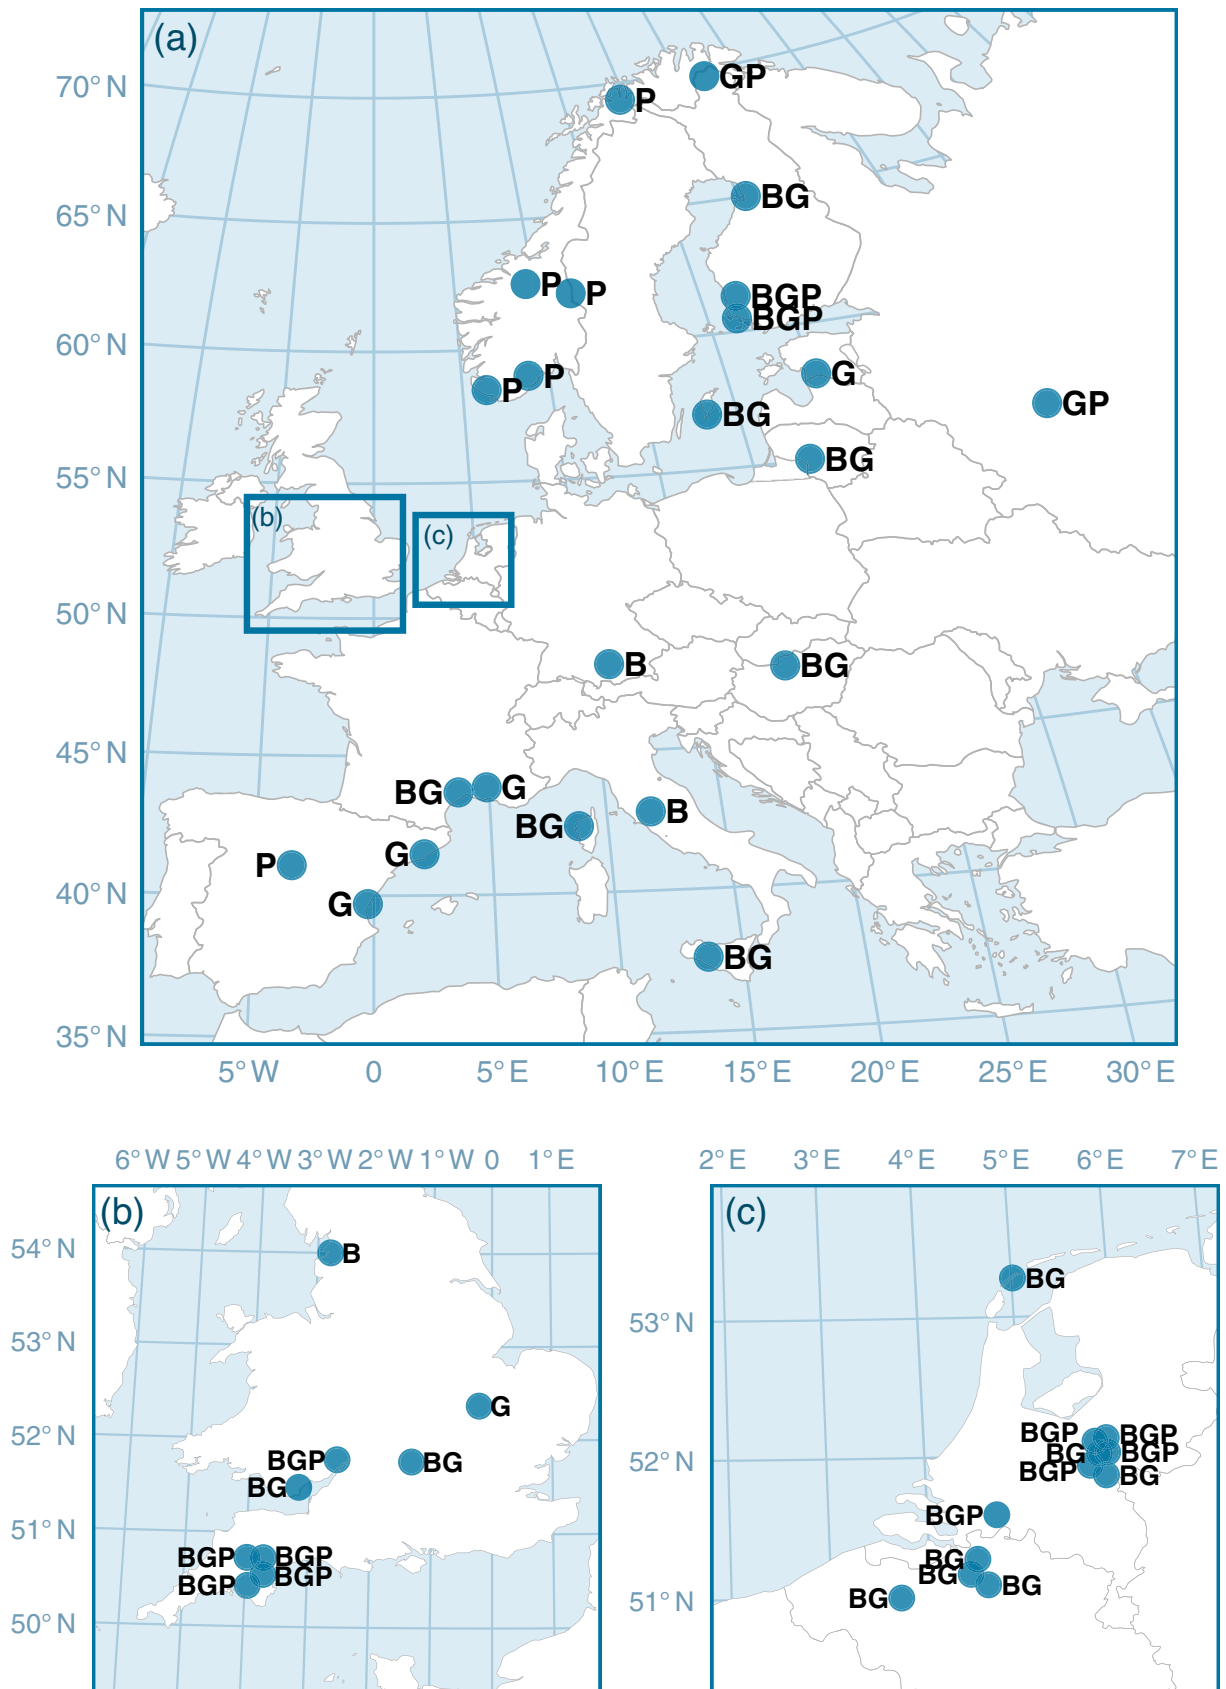 (a)
70° N
GP
P
65° N
BG
P
P
BGP
BGP
60° N
G
P
P
GP
BG
BG
55° N
(b)
(c)
50° N
B
BG
45° N
BG
G
BG
B
G
P
40° N
G
BG
35° N
5° W 0 5° E 10° E 15° E 20° E 25° E 30° E
6° W 5° W 4° W 3° W 2° W 1° W 0 1° E
(b)
54° N
B
53° N
G
52° N
BGP
BG
BG
51° N
BGP
BGP
BGP
BGP
50° N
2° E 3° E 4° E 5° E 6° E 7° E
(c)
BG
53° N
BGP
BGP
BG
BGP
52° N
BGP
BG
BGP
BG
BG
BG
BG
51° N